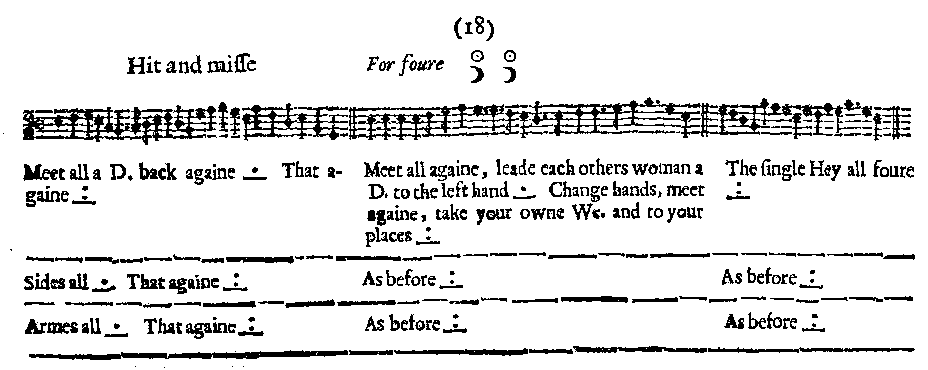 (18)
Hit and miſſe For foure
Meet all a D. back againe . That a-
gaine :
Meet all againe, leade each others woman a
D. to the left hand . Change hands, meet
againe, take your owne We. and to your
places :
The ſingle Hey all foure
:
Sides all . That againe : As before : As before :
Armes all . That againe : As before : As before :